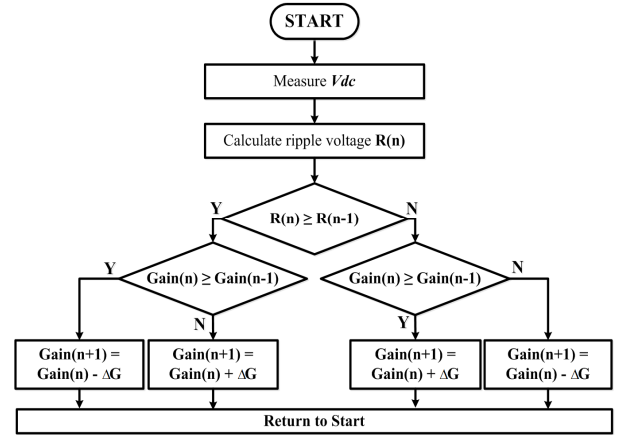 START
Measure Vdc
Calculate ripple voltage R(n)
Y
N
R(n) ≥ R(n-1)
Y
Gain(n) ≥ Gain(n-1)
N
Gain(n) ≥ Gain(n-1)
N
Y
Gain(n+1) =
Gain(n) - ΔG
Gain(n+1) =
Gain(n) + ΔG
Gain(n+1) =
Gain(n) + ΔG
Gain(n+1) =
Gain(n) - ΔG
Return to Start